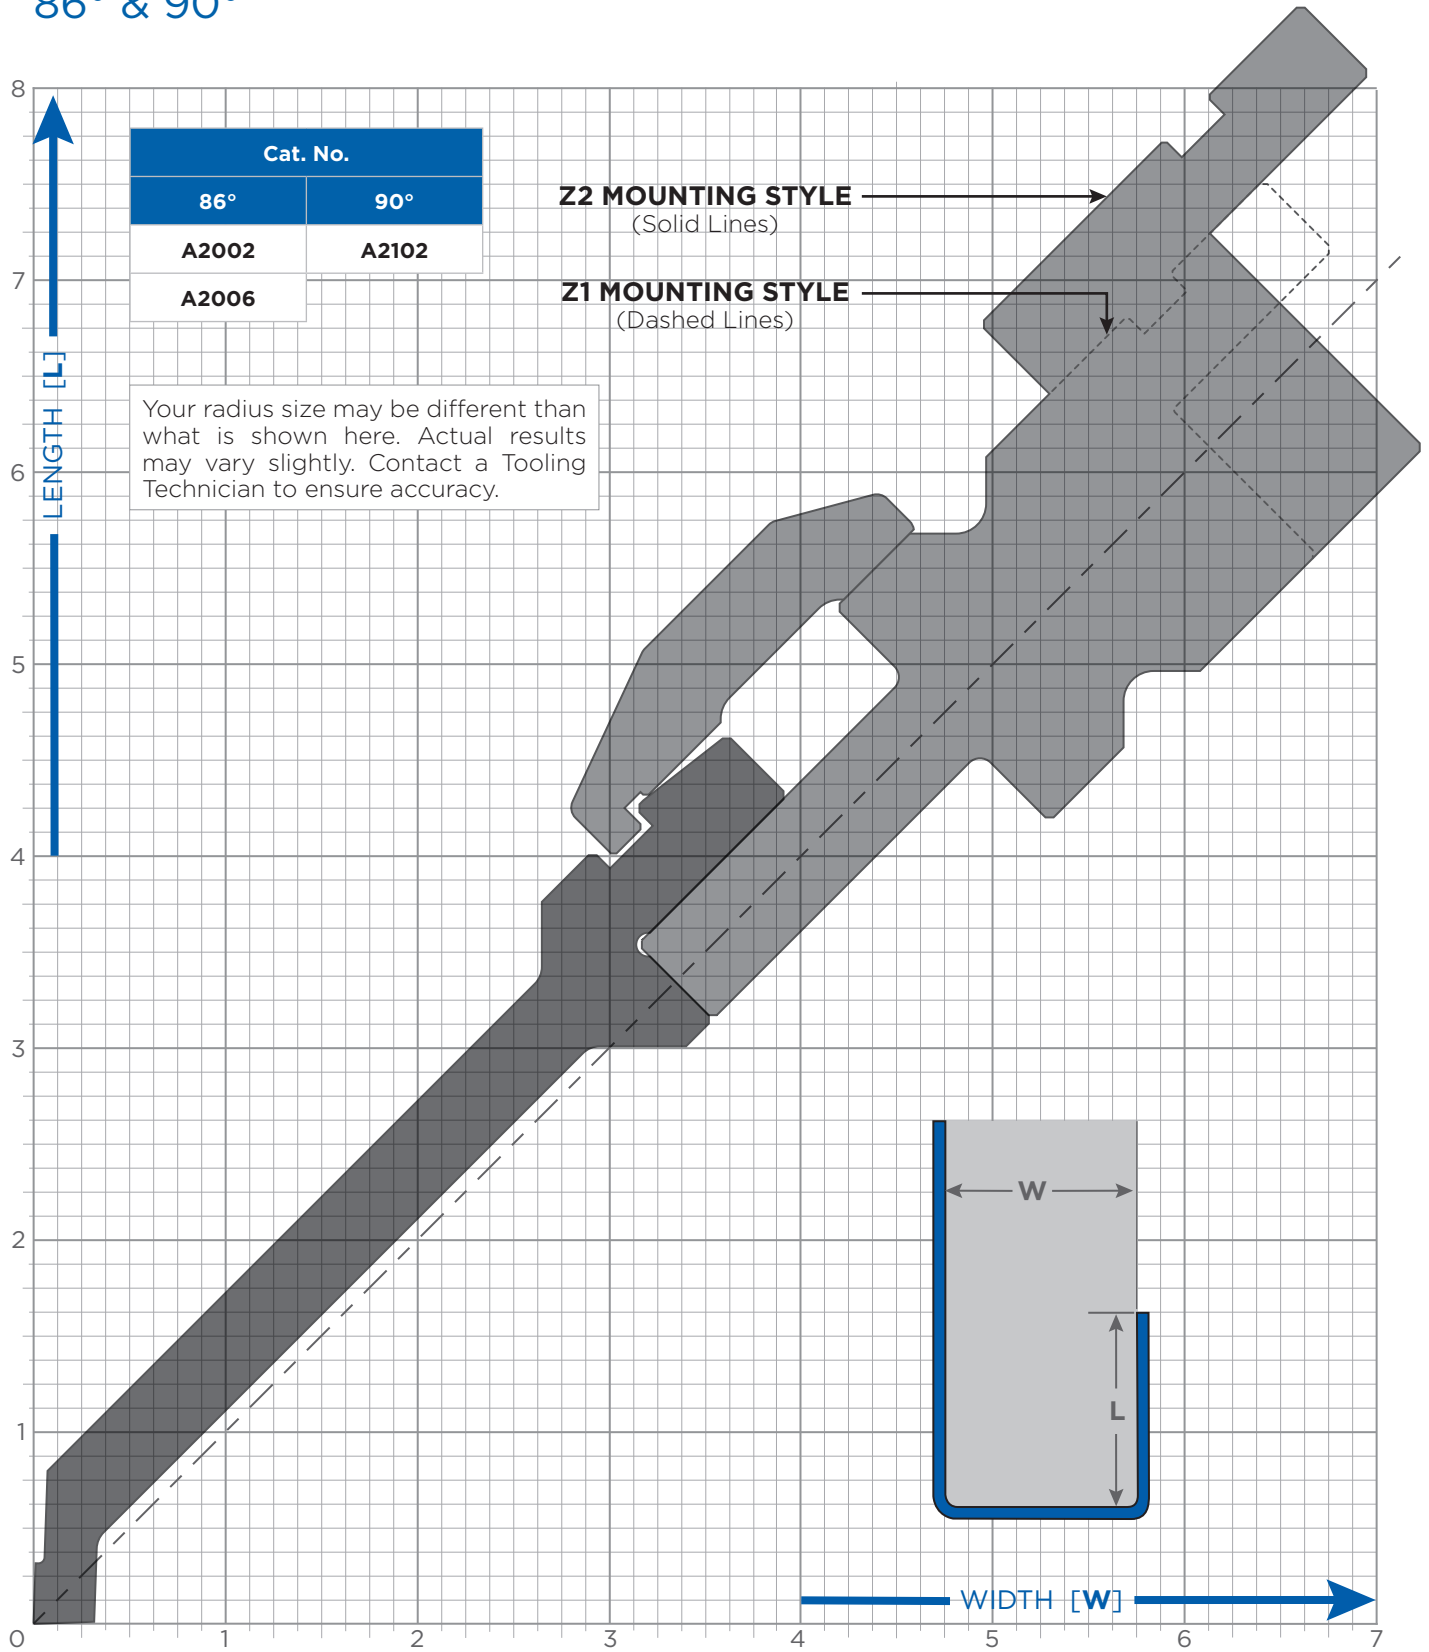 86° & 90°
Cat. No.
86° 90°
A2002 A2102
A2006
Z2 MOUNTING STYLE
(Solid Lines)
Z1 MOUNTING STYLE
(Dashed Lines)
Your radius size may be different than
what is shown here. Actual results
may vary slightly. Contact a Tooling
Technician to ensure accuracy.
LENGTH [L]
8
7
6
5
4
3
2
1
0
1
2
3
4
5
6
7
W
L
WIDTH [W]